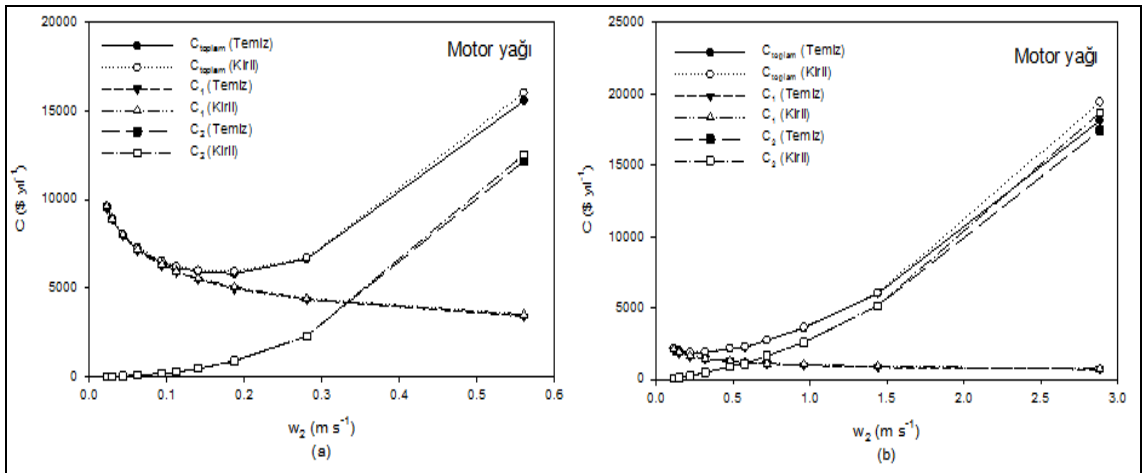 Motor yağı
C_toplam (Temiz)
C_toplam (Kirli)
C_1 (Temiz)
C_1 (Kirli)
C_2 (Temiz)
C_2 (Kirli)
C ($ yıl^-1)
20000
15000
10000
5000
0
0.0 0.1 0.2 0.3 0.4 0.5 0.6
w_2 (m s^-1)
(a)
Motor yağı
C_toplam (Temiz)
C_toplam (Kirli)
C_1 (Temiz)
C_1 (Kirli)
C_2 (Temiz)
C_2 (Kirli)
C ($ yıl^-1)
25000
20000
15000
10000
5000
0
0.0 0.5 1.0 1.5 2.0 2.5 3.0
w_2 (m s^-1)
(b)